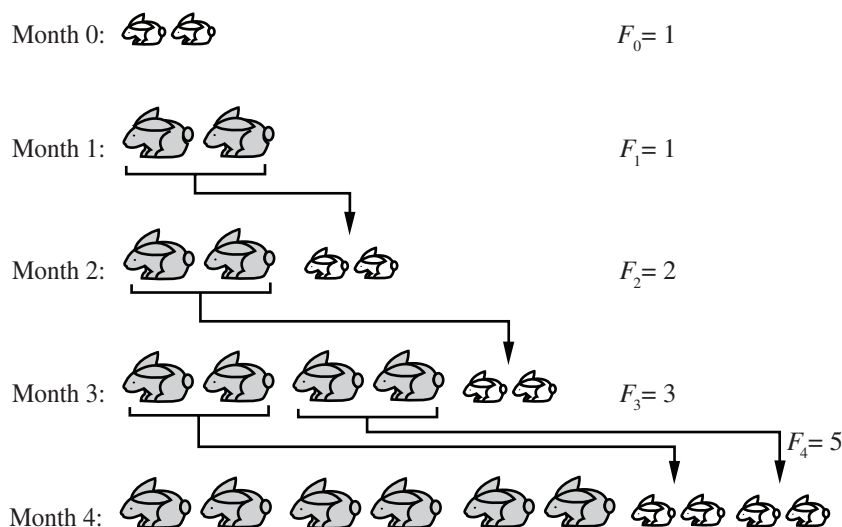 Month 0: F₀= 1
Month 1: F₁= 1
Month 2: F₂= 2
Month 3: F₃= 3
F₄= 5
Month 4: